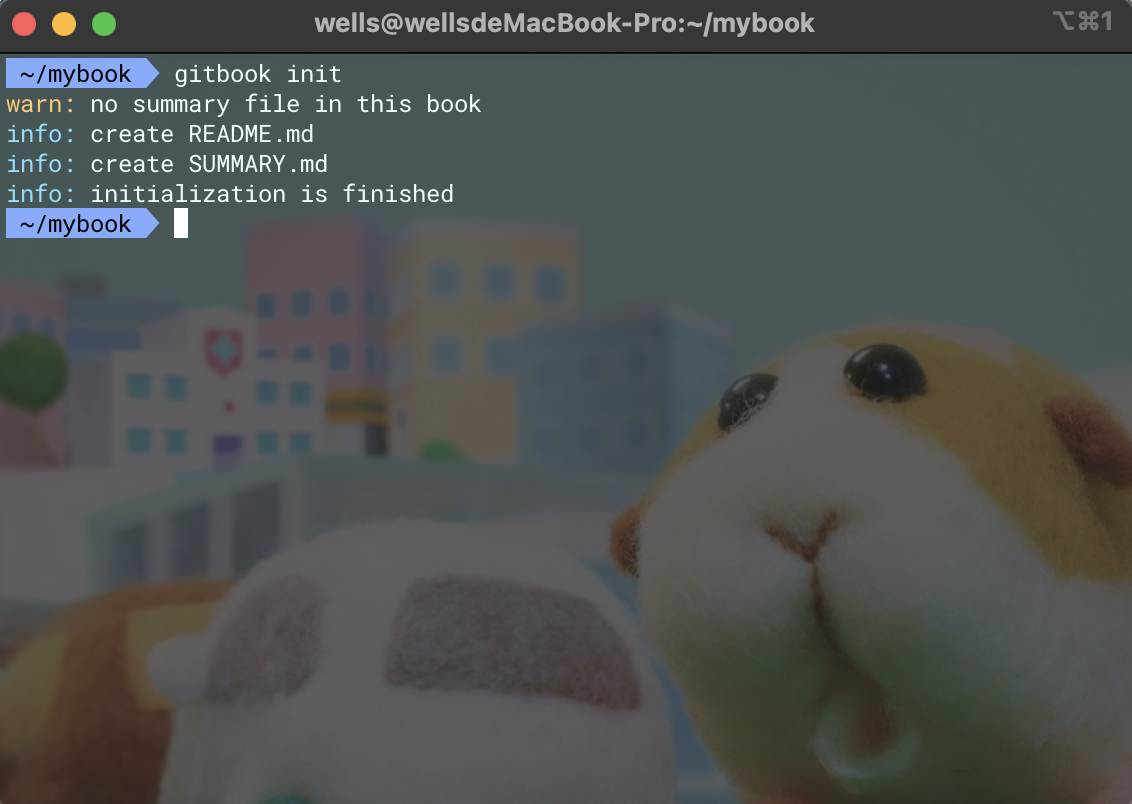 wells@wellsdeMacBook-Pro:~/mybook
⌥⌘1
~/mybook gitbook init
warn: no summary file in this book
info: create README.md
info: create SUMMARY.md
info: initialization is finished
~/mybook